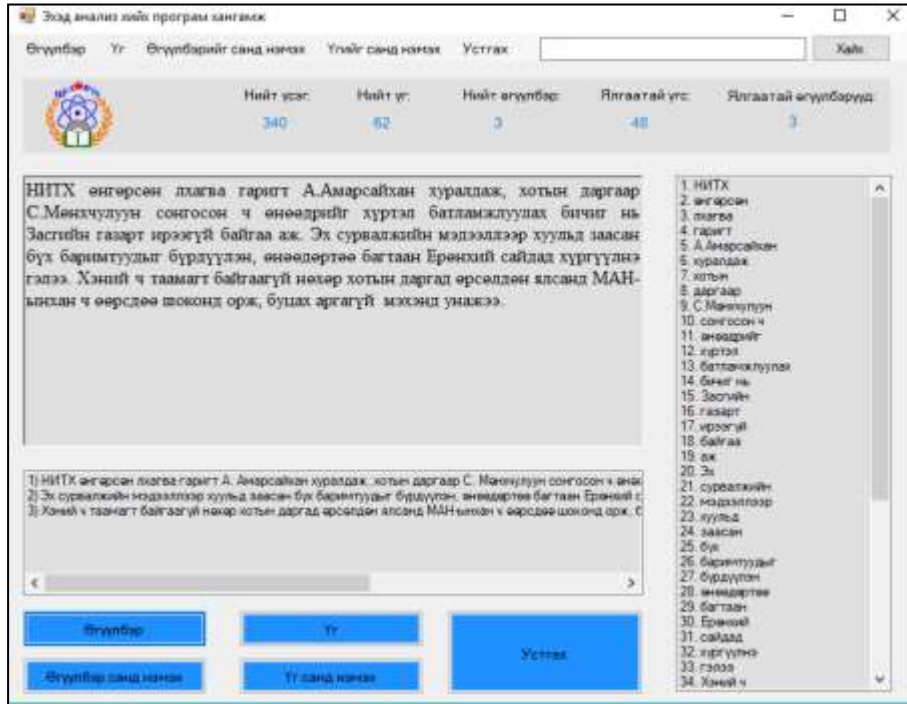 Эхэд анализ хийх програм хангамж
Өгүүлбэр Үг Өгүүлбэрийг санд нэмэх Үгийг санд нэмэх Устгах Хайх
Нийт үсэг: Нийт үг: Нийт өгүүлбэр: Ялгаатай үгс: Ялгаатай өгүүлбэрүүд:
340 62 3 48 3
НИТХ өнгөрсөн лхагва гаригт А.Амарсайхан хуралдаж, хотын даргаар
С.Мөнхчулуун сонгосон ч өнөөдрийг хүртэл батламжлуулах бичиг нь
Засгийн газарт ирээгүй байгаа аж. Эх сурвалжийн мэдээллээр хуульд заасан
бүх баримтуудыг бүрдүүлэн, өнөөдөртөө багтаан Ерөнхий сайдад хүргүүлнэ
гэлээ. Хэний ч таамагт байгаагүй нөхөр хотын даргад өрсөлдөн ялсанд МАН-
ынхан ч өөрсдөө шоконд орж, буцах аргагүй мэхэнд унажээ.
1) НИТХ өнгөрсөн лхагва гаригт А. Амарсайхан хуралдаж, хотын даргаар С. Мөнхчулуун сонгосон ч өнөө
2) Эх сурвалжийн мэдээллээр хуульд заасан бүх баримтуудыг бүрдүүлэн, өнөөдөртөө багтаан Ерөнхий с
3) Хэний ч таамагт байгаагүй нөхөр хотын даргад өрсөлдөн ялсанд МАН-ынхан ч өөрсдөө шоконд орж, б
Өгүүлбэр
Үг
Өгүүлбэр санд нэмэх
Үг санд нэмэх
Устгах
1. НИТХ
2. өнгөрсөн
3. лхагва
4. гаригт
5. А.Амарсайхан
6. хуралдаж
7. хотын
8. даргаар
9. С.Мөнхчулуун
10. сонгосон ч
11. өнөөдрийг
12. хүртэл
13. батламжлуулах
14. бичиг нь
15. Засгийн
16. газарт
17. ирээгүй
18. байгаа
19. аж
20. Эх
21. сурвалжийн
22. мэдээллээр
23. хуульд
24. заасан
25. бүх
26. баримтуудыг
27. бүрдүүлэн
28. өнөөдөртөө
29. багтаан
30. Ерөнхий
31. сайдад
32. хүргүүлнэ
33. гэлээ
34. Хэний ч